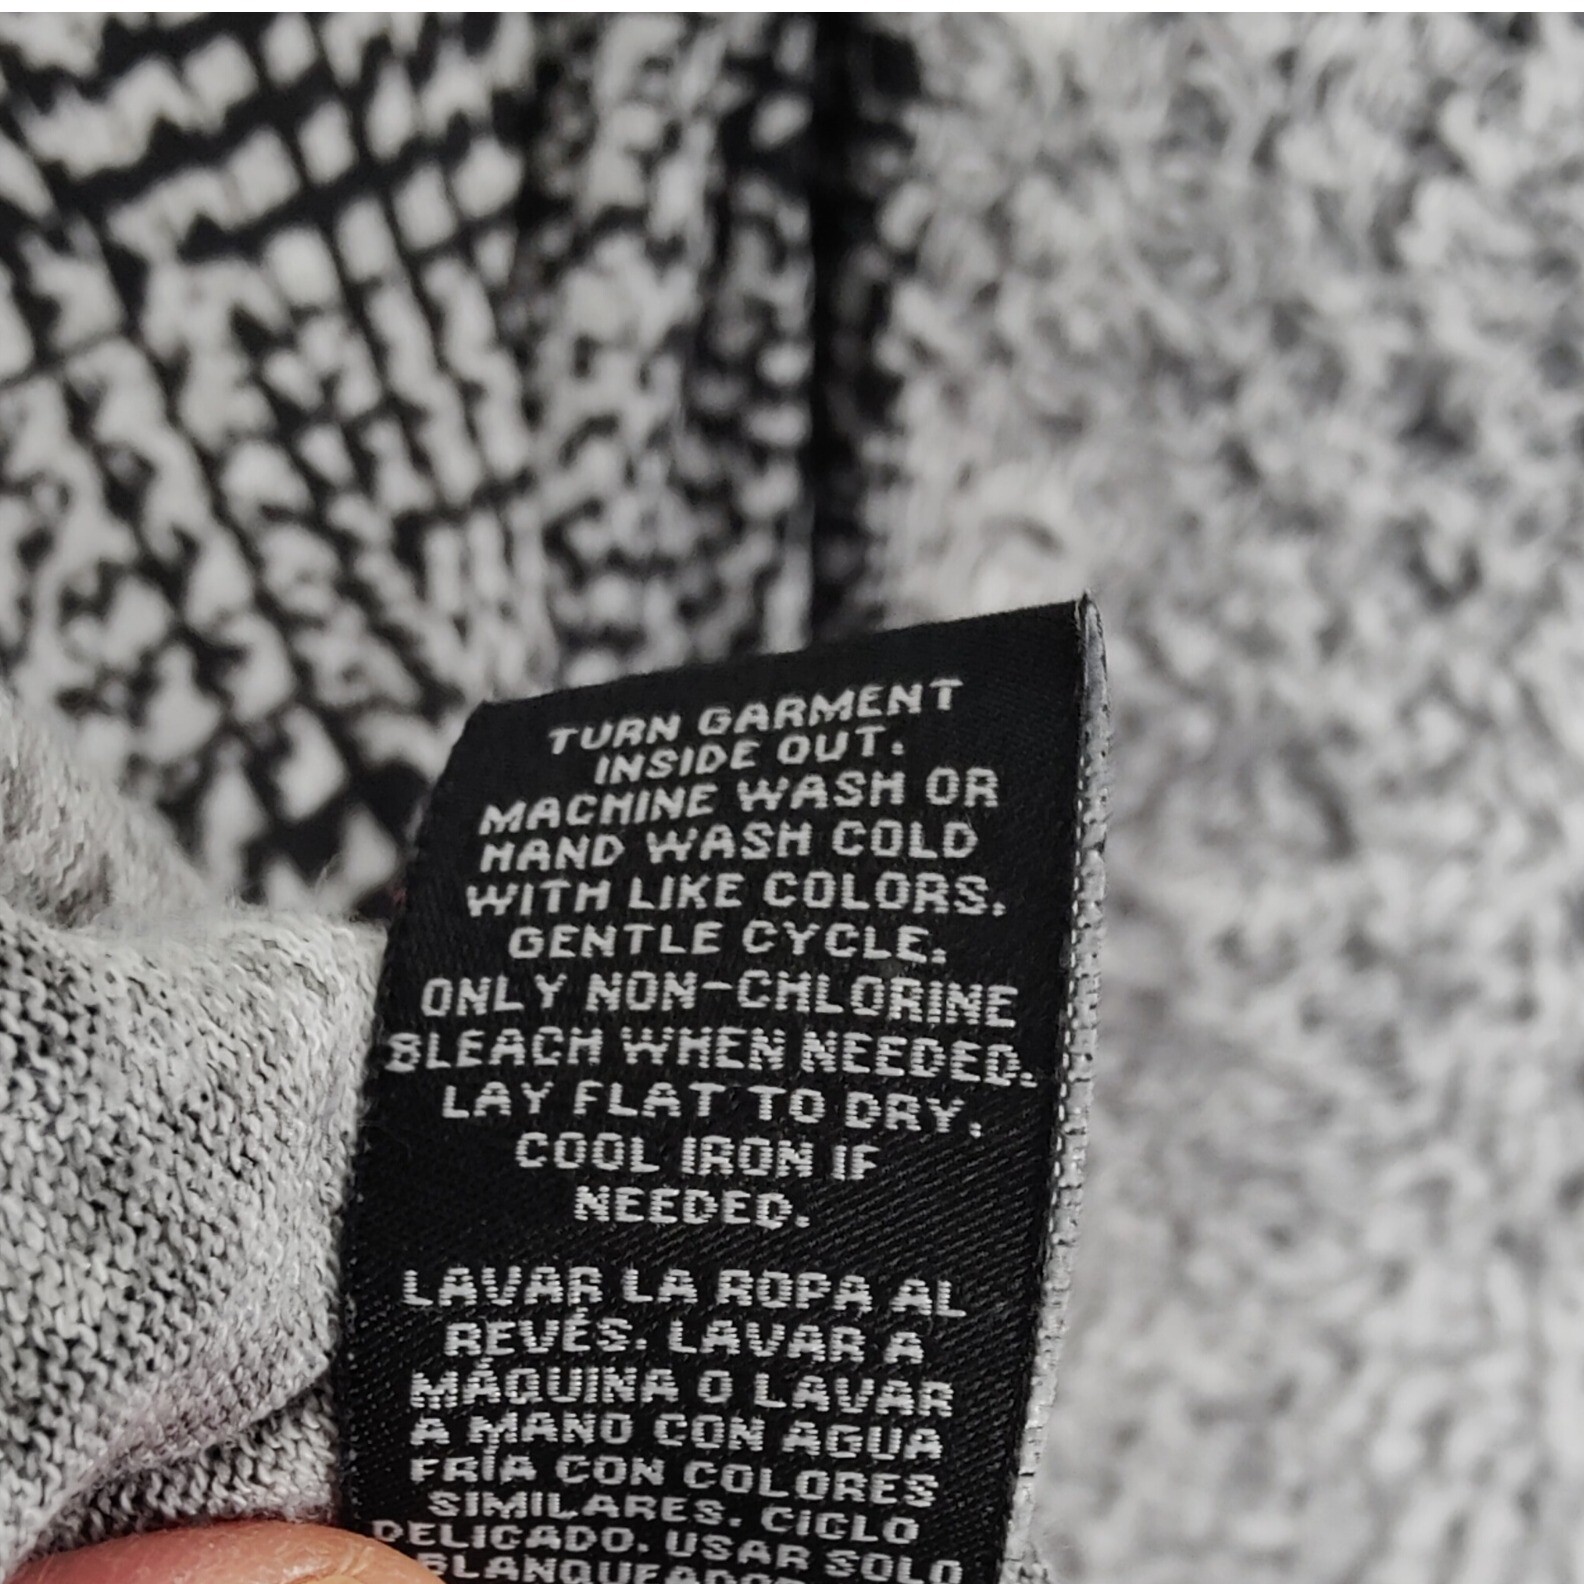 TURN GARMENT
INSIDE OUT.
MACHINE WASH OR
HAND WASH COLD
WITH LIKE COLORS.
GENTLE CYCLE.
ONLY NON-CHLORINE
BLEACH WHEN NEEDED.
LAY FLAT TO DRY.
COOL IRON IF
NEEDED.
LAVAR LA ROPA AL
REVÉS. LAVAR A
MÁQUINA O LAVAR
A MANO CON AGUA
FRÍA CON COLORES
SIMILARES. CICLO
DELICADO. USAR SOLO
BLANQUEADOR